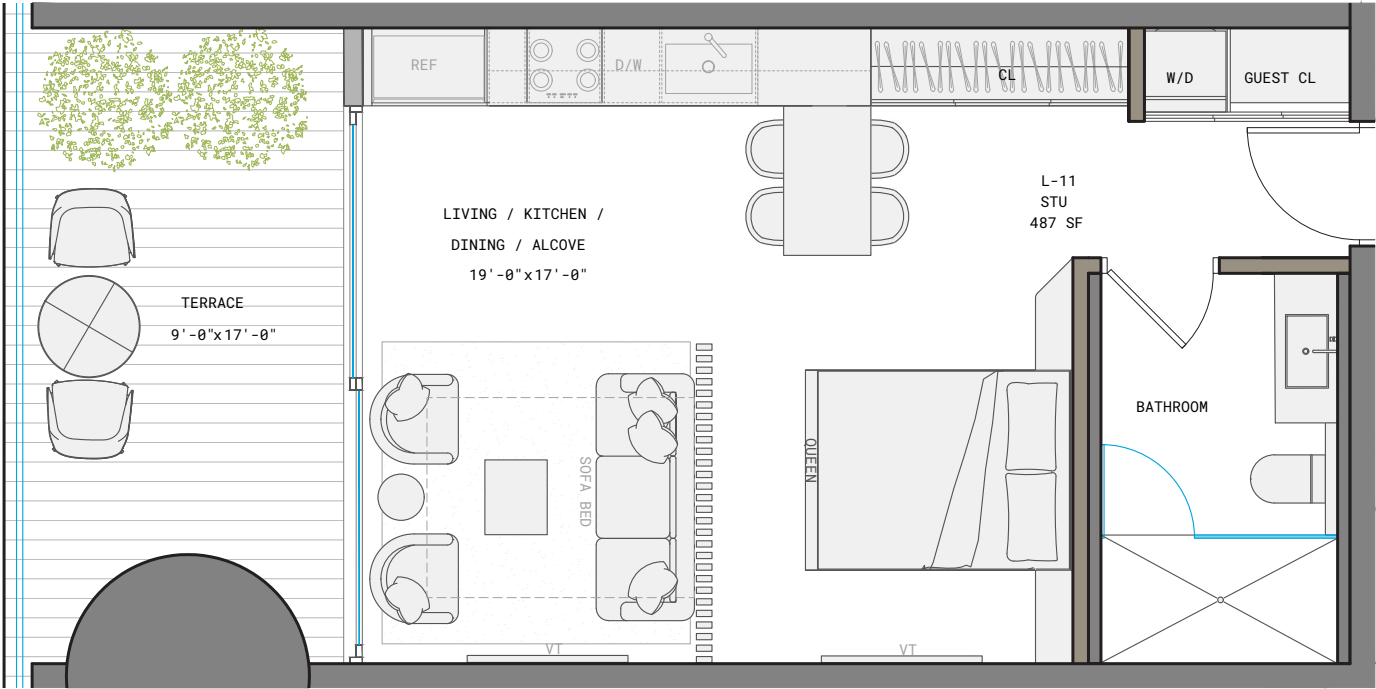 REF
D/W
CL
W/D
GUEST CL
L-11
STU
487 SF
LIVING / KITCHEN /
DINING / ALCOVE
19'-0"x17'-0"
TERRACE
9'-0"x17'-0"
BATHROOM
QUEEN
SOFA BED
VT
VT